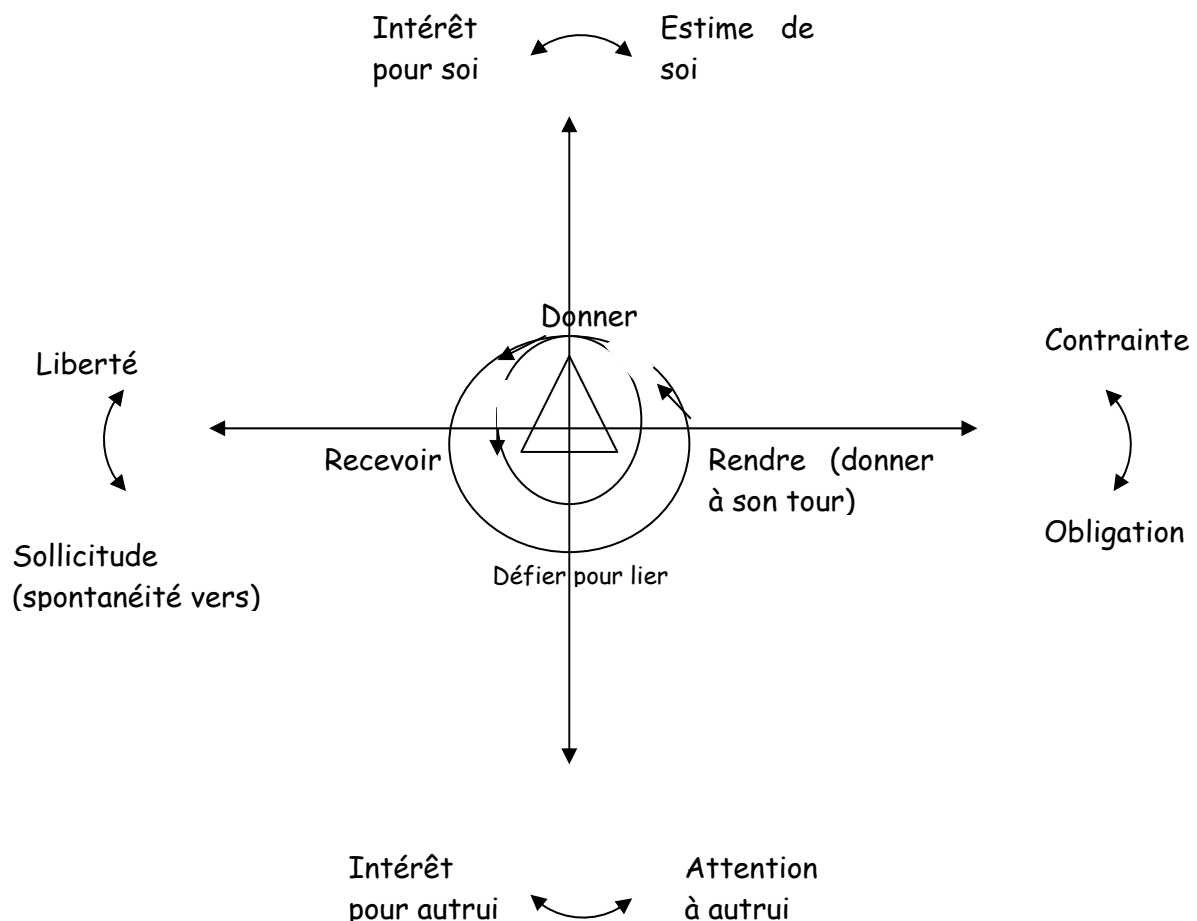 Intérêt
pour soi
Estime de
soi
Donner
Liberté
Contrainte
Recevoir
Rendre (donner
à son tour)
Sollicitude
(spontanéité vers)
Obligation
Défier pour lier
Intérêt
pour autrui
Attention
à autrui